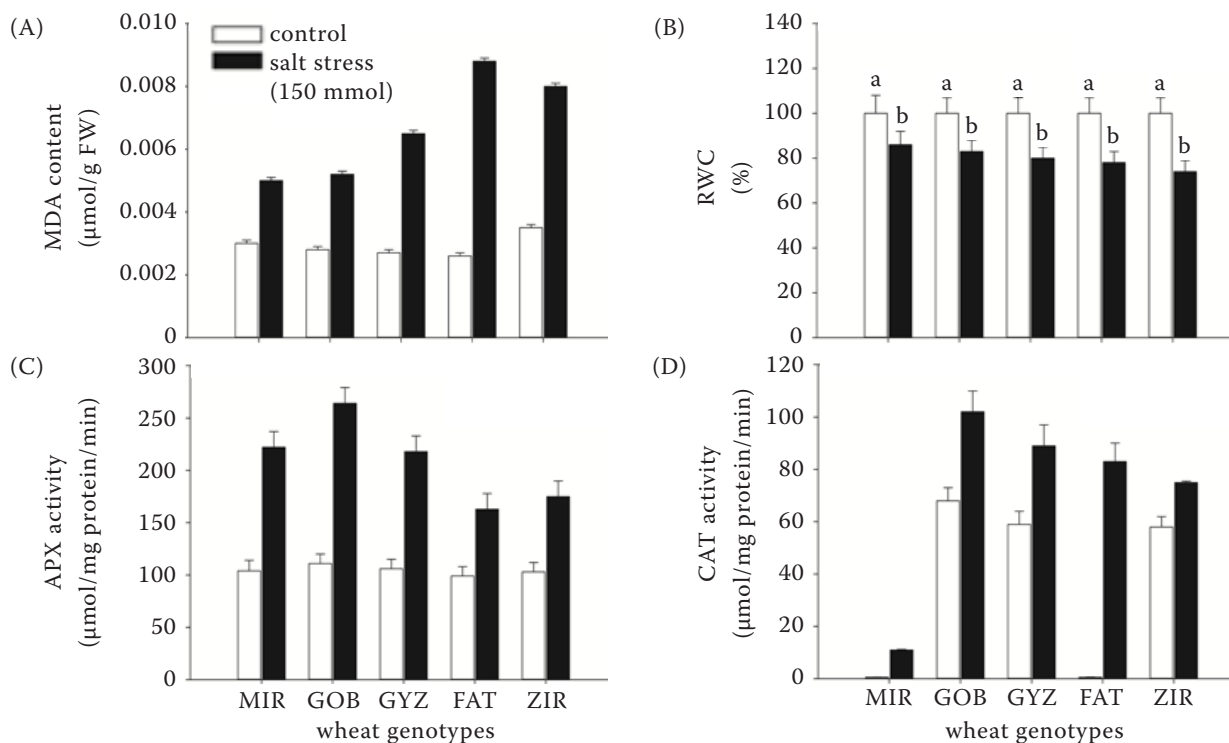 (A)
MDA content
(µmol/g FW)
0.010
0.008
0.006
0.004
0.002
0
control
salt stress
(150 mmol)
(B)
RWC
(%)
140
120
100
80
60
40
20
0
a
b
a
b
a
b
a
b
a
b
(C)
APX activity
(µmol/mg protein/min)
300
250
200
150
100
50
0
MIR GOB GYZ FAT ZIR
wheat genotypes
(D)
CAT activity
(µmol/mg protein/min)
120
100
80
60
40
20
0
MIR GOB GYZ FAT ZIR
wheat genotypes